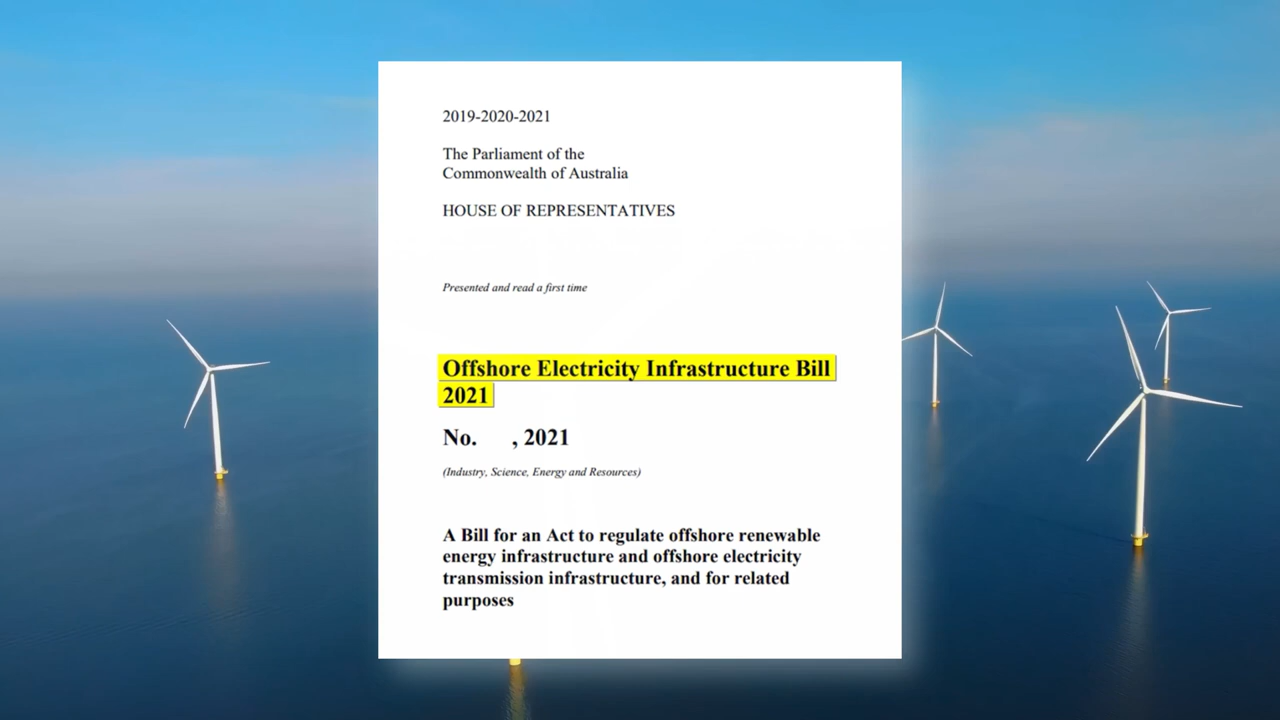 2019-2020-2021
The Parliament of the
Commonwealth of Australia
HOUSE OF REPRESENTATIVES
Presented and read a first time
Offshore Electricity Infrastructure Bill
2021
No. , 2021
(Industry, Science, Energy and Resources)
A Bill for an Act to regulate offshore renewable
energy infrastructure and offshore electricity
transmission infrastructure, and for related
purposes